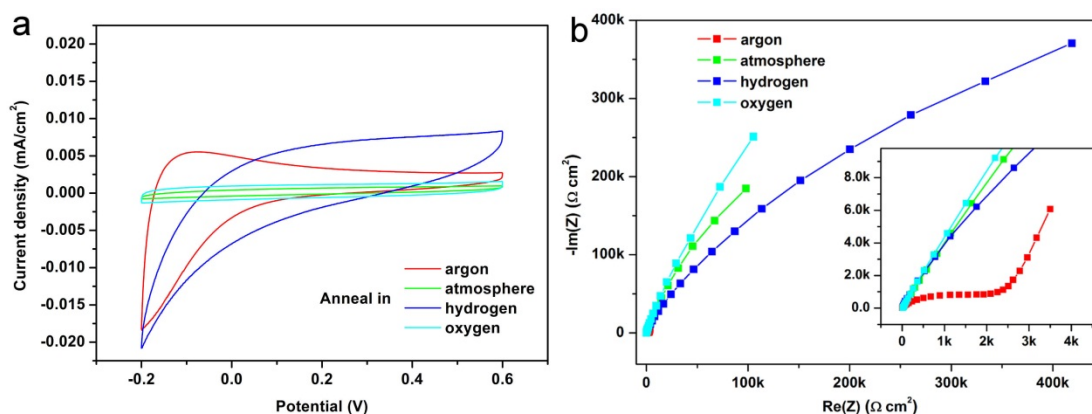 a
0.020
0.015
0.010
0.005
0.000
-0.005
-0.010
-0.015
-0.020
Current density (mA/cm²)
-0.2
0.0
0.2
0.4
0.6
Potential (V)
Anneal in
argon
atmosphere
hydrogen
oxygen
b
400k
300k
200k
100k
0
-Im(Z) (Ω cm²)
0
100k
200k
300k
400k
Re(Z) (Ω cm²)
argon
atmosphere
hydrogen
oxygen
8.0k
6.0k
4.0k
2.0k
0.0
0
1k
2k
3k
4k